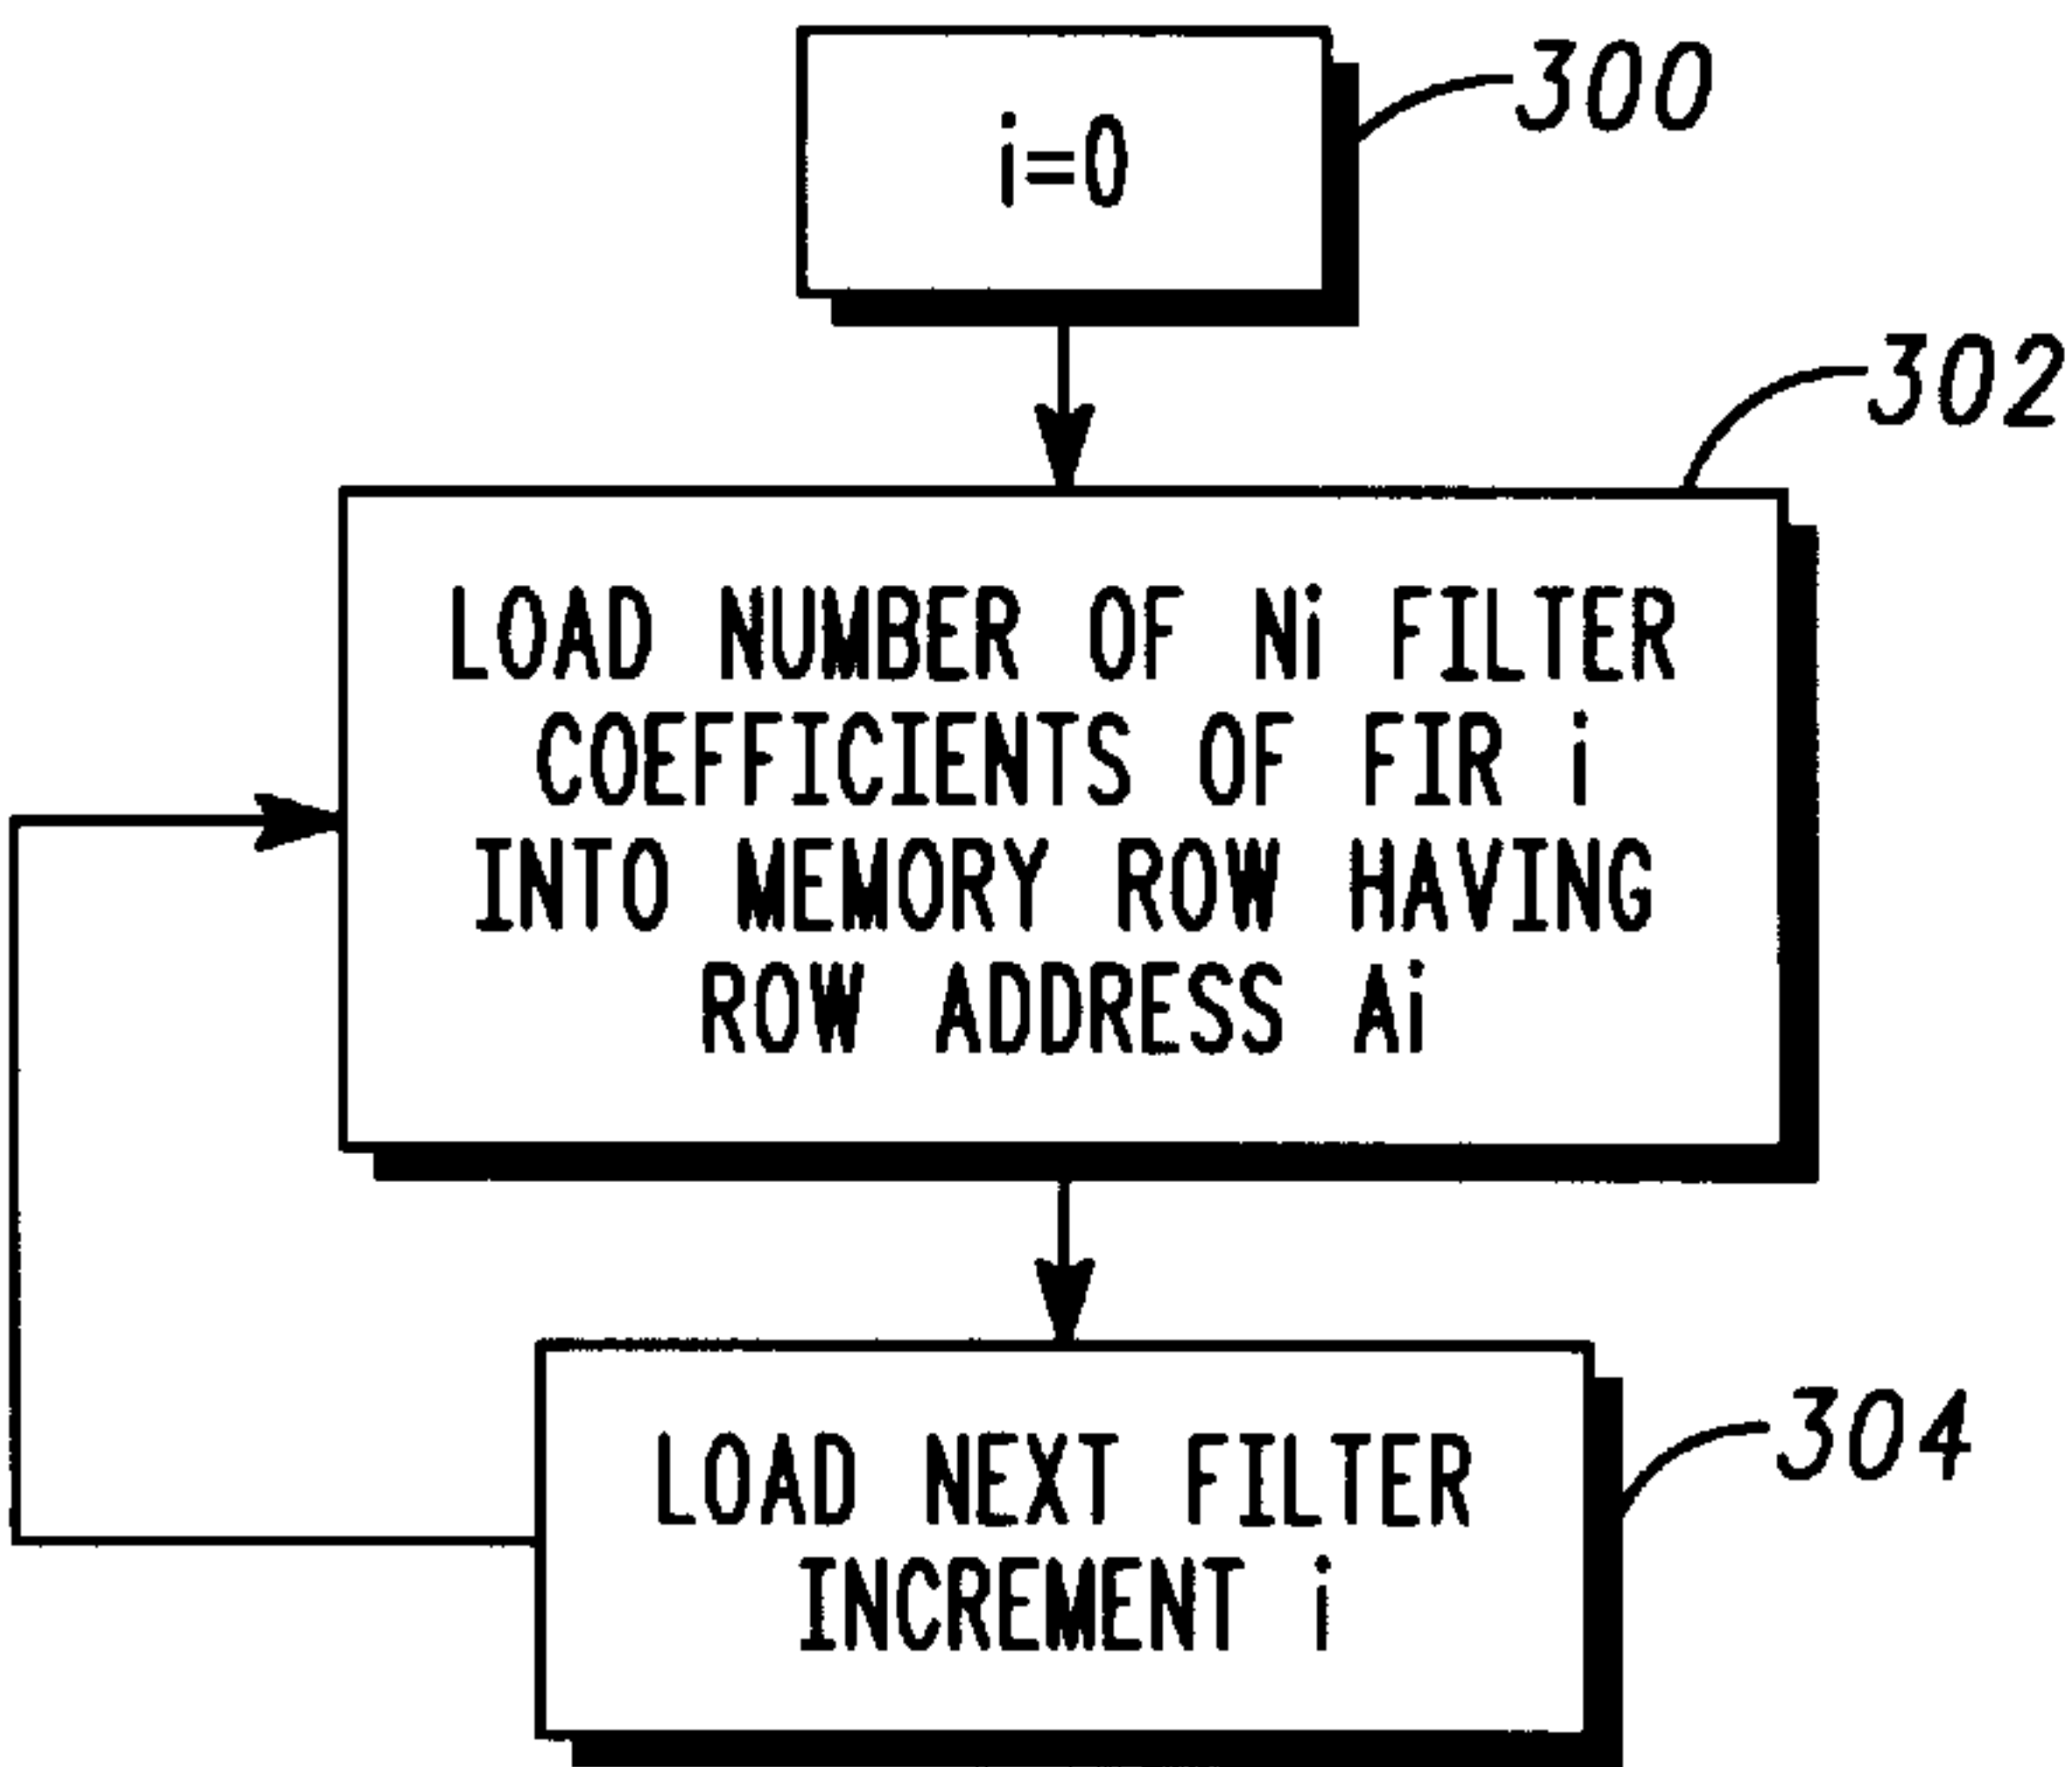 i=0
300
302
LOAD NUMBER OF Ni FILTER
COEFFICIENTS OF FIR i
INTO MEMORY ROW HAVING
ROW ADDRESS Ai
LOAD NEXT FILTER
INCREMENT i
304